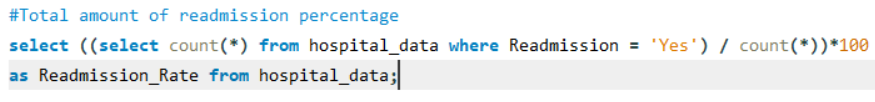 #Total amount of readmission percentage
select ((select count(*) from hospital_data where Readmission = 'Yes') / count(*))*100
as Readmission_Rate from hospital_data;